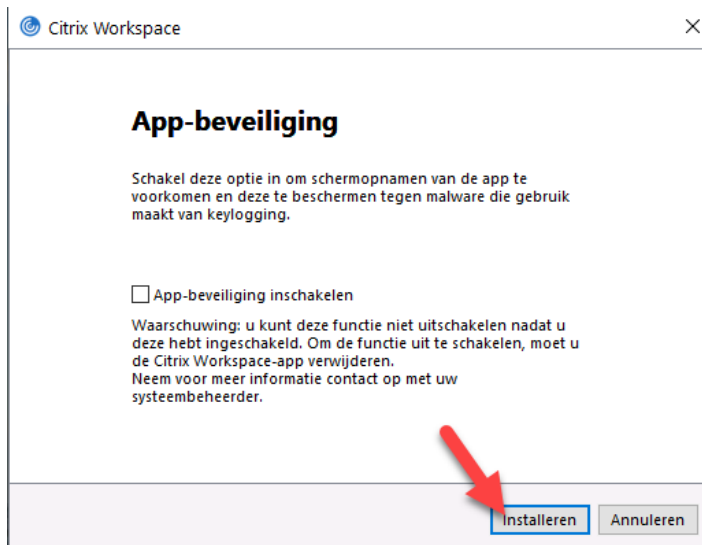 Citrix Workspace
App-beveiliging
Schakel deze optie in om schermopnamen van de app te
voorkomen en deze te beschermen tegen malware die gebruik
maakt van keylogging.
App-beveiliging inschakelen
Waarschuwing: u kunt deze functie niet uitschakelen nadat u
deze hebt ingeschakeld. Om de functie uit te schakelen, moet u
de Citrix Workspace-app verwijderen.
Neem voor meer informatie contact op met uw
systeembeheerder.
Installeren Annuleren